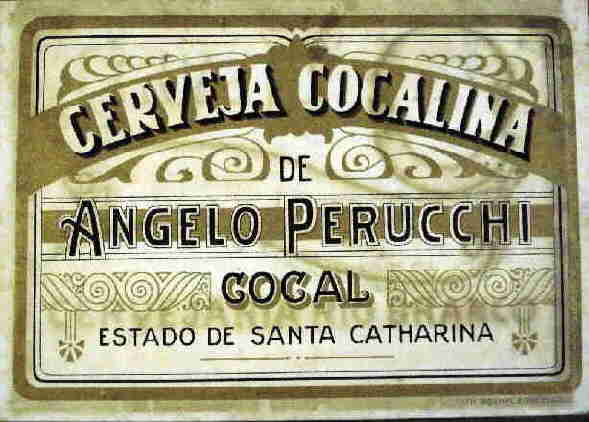 CERVEJA COCALINA
DE
ANGELO PERUCCHI
COCAL
ESTADO DE SANTA CATHARINA